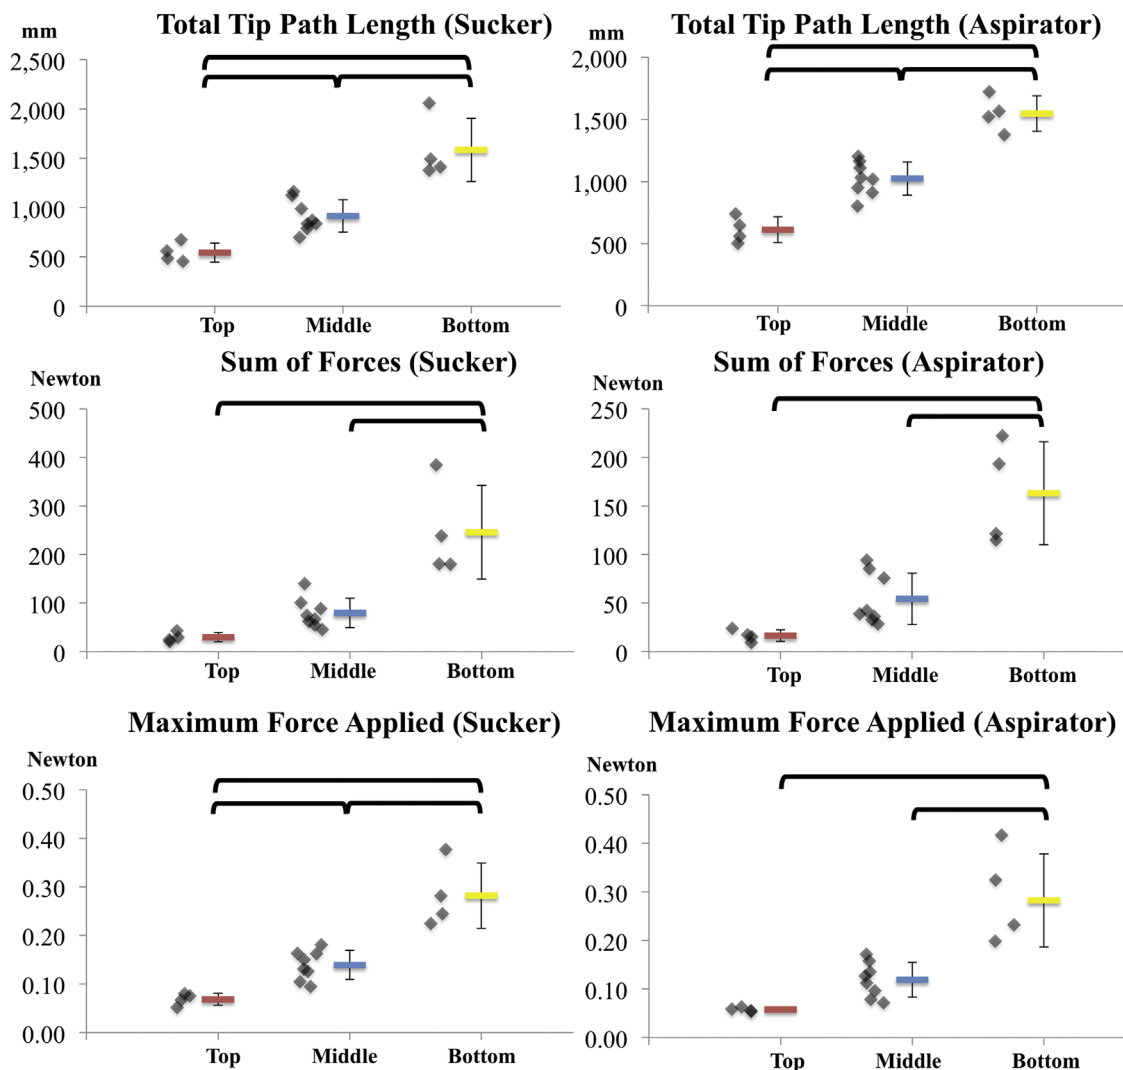 Total Tip Path Length (Sucker)
mm
2,500
2,000
1,500
1,000
500
0
Top Middle Bottom
Total Tip Path Length (Aspirator)
mm
2,000
1,500
1,000
500
0
Top Middle Bottom
Sum of Forces (Sucker)
Newton
500
400
300
200
100
0
Top Middle Bottom
Sum of Forces (Aspirator)
Newton
250
200
150
100
50
0
Top Middle Bottom
Maximum Force Applied (Sucker)
Newton
0.50
0.40
0.30
0.20
0.10
0.00
Top Middle Bottom
Maximum Force Applied (Aspirator)
Newton
0.50
0.40
0.30
0.20
0.10
0.00
Top Middle Bottom